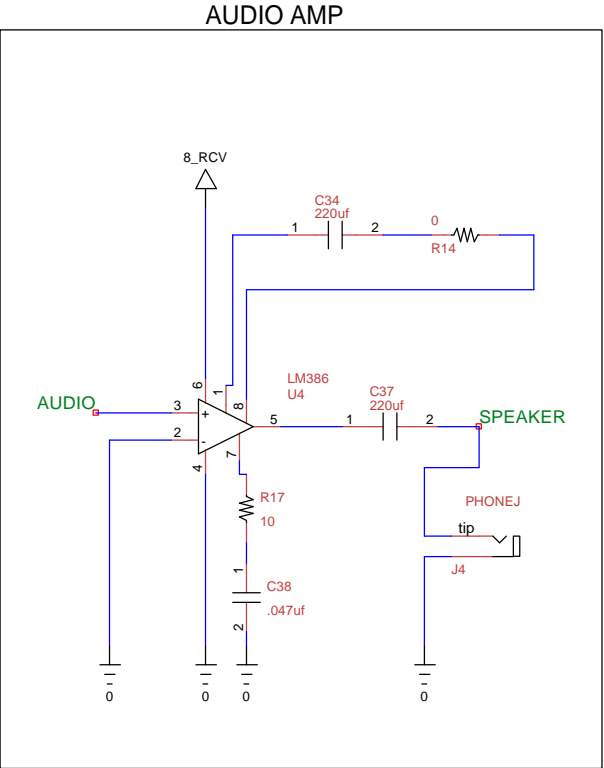 AUDIO AMP
8_RCV
C34
220uf
1
2
0
R14
6
1
8
LM386
U4
C37
220uf
AUDIO
3
+
2
-
5
1
2
SPEAKER
4
7
R17
10
PHONEJ
tip
J4
1
C38
.047uf
2
0
0
0
0